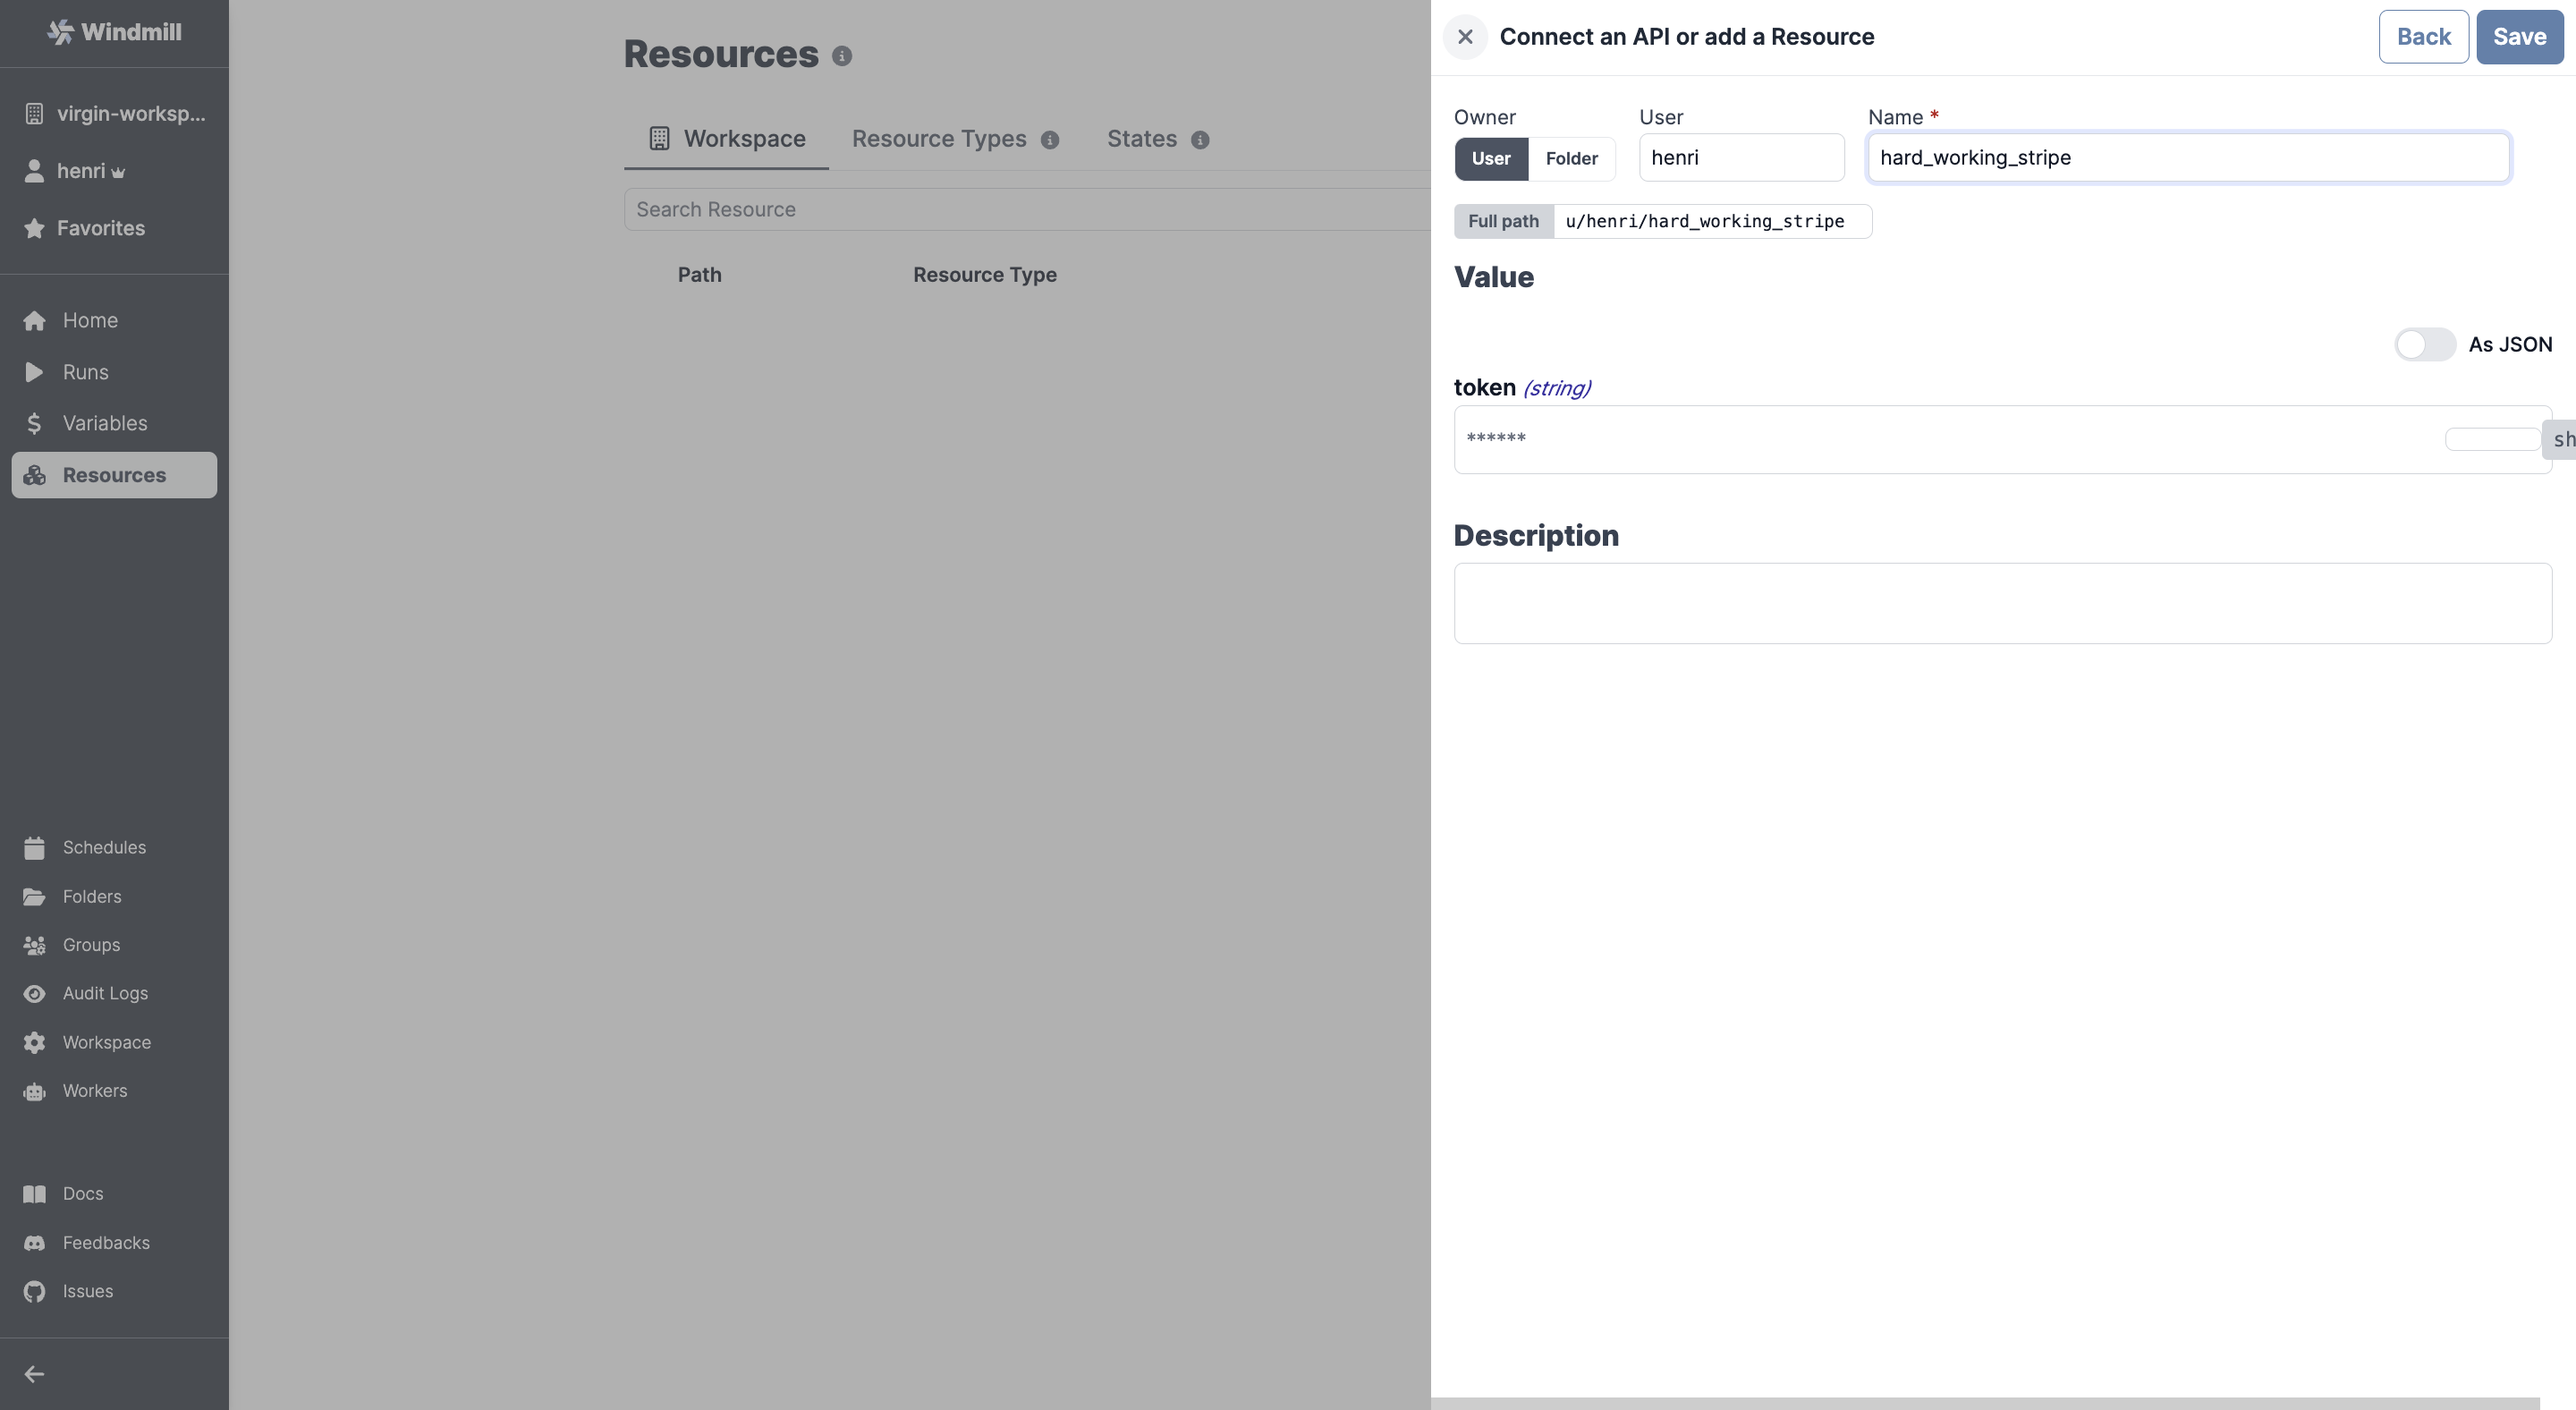 Windmill
virgin-worksp...
henri
Favorites
Home
Runs
Variables
Resources
Schedules
Folders
Groups
Audit Logs
Workspace
Workers
Docs
Feedbacks
Issues
Resources
Workspace Resource Types States
Search Resource
Path Resource Type
Connect an API or add a Resource Back Save
Owner User Name *
User Folder henri hard_working_stripe
Full path u/henri/hard_working_stripe
Value
As JSON
token (string)
****** sh
Description